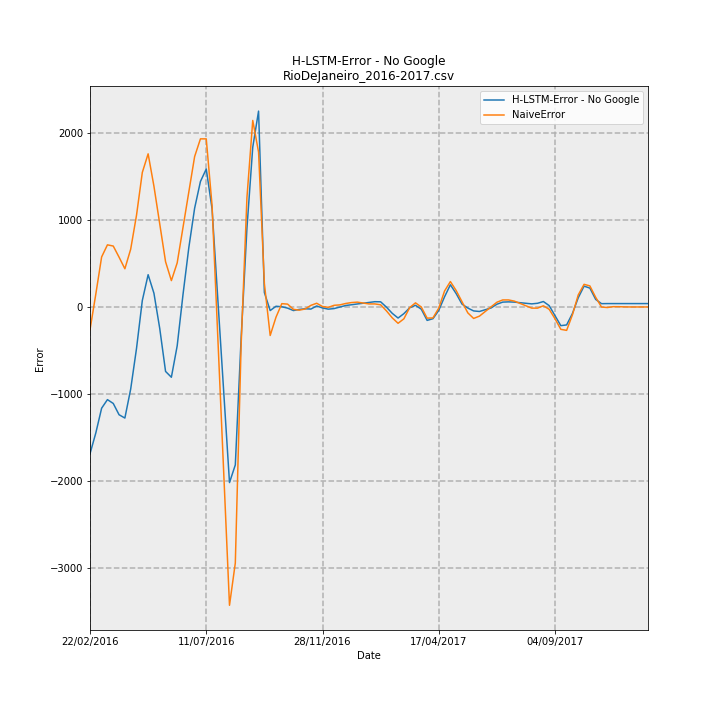 H-LSTM-Error - No Google
RioDeJaneiro_2016-2017.csv
H-LSTM-Error - No Google
NaiveError
2000
1000
0
−1000
−2000
−3000
Error
22/02/2016
11/07/2016
28/11/2016
17/04/2017
04/09/2017
Date